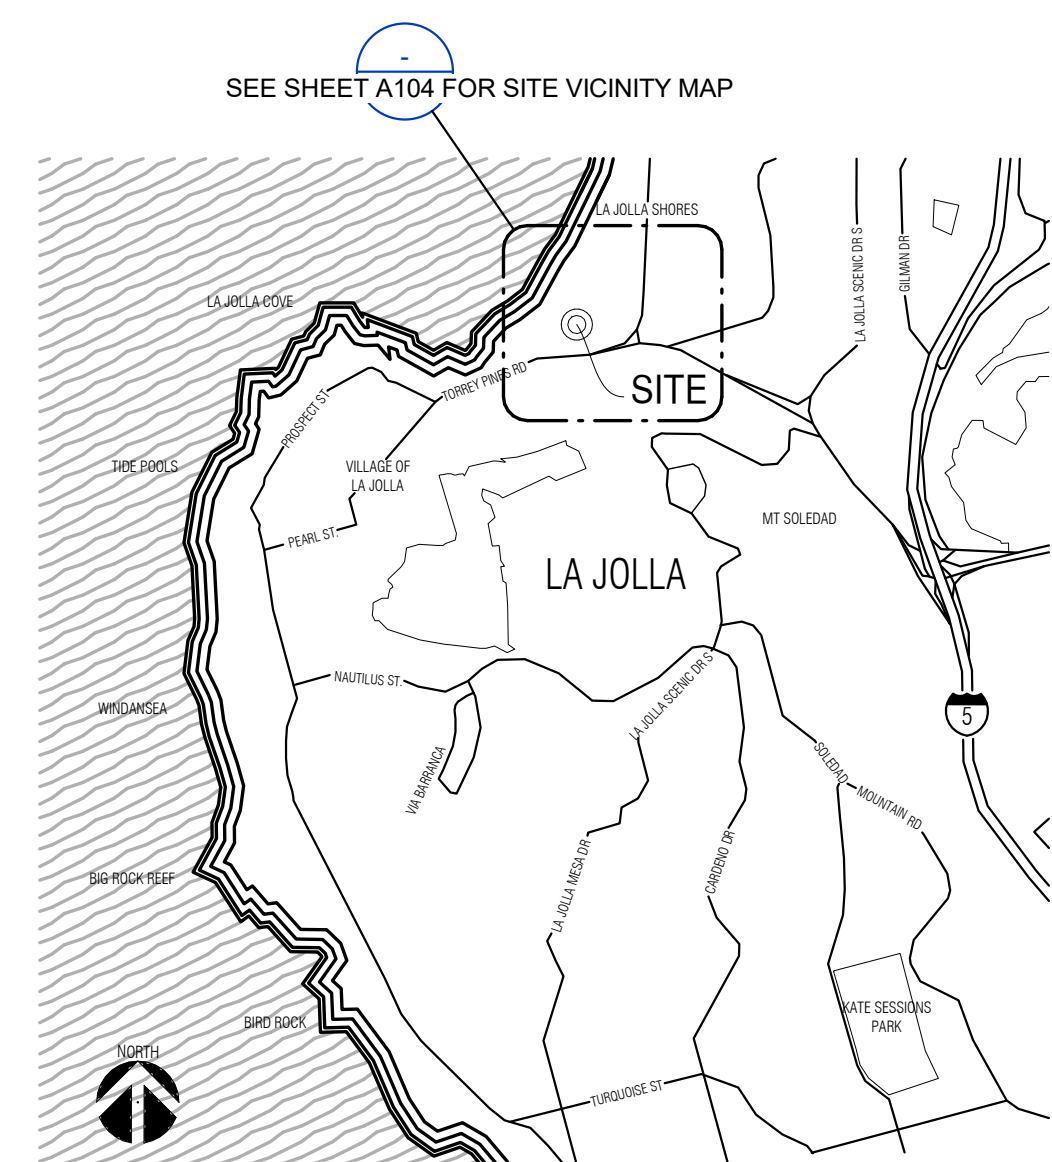 -
SEE SHEET A104 FOR SITE VICINITY MAP
LA JOLLA SHORES
LA JOLLA SCENIC DR S
GILMAN DR
LA JOLLA COVE
TORREY PINES RD
SITE
PROSPECT ST
TIDE POOLS
VILLAGE OF
LA JOLLA
MT SOLEDAD
PEARL ST.
LA JOLLA
NAUTILUS ST.
LA JOLLA SCENIC DR S
WINDANSEA
5
VIA BARRANCA
SOLEDAD
MOUNTAIN RD
LA JOLLA MESA DR
CARDENO DR
BIG ROCK REEF
KATE SESSIONS
PARK
BIRD ROCK
NORTH
TURQUOISE ST